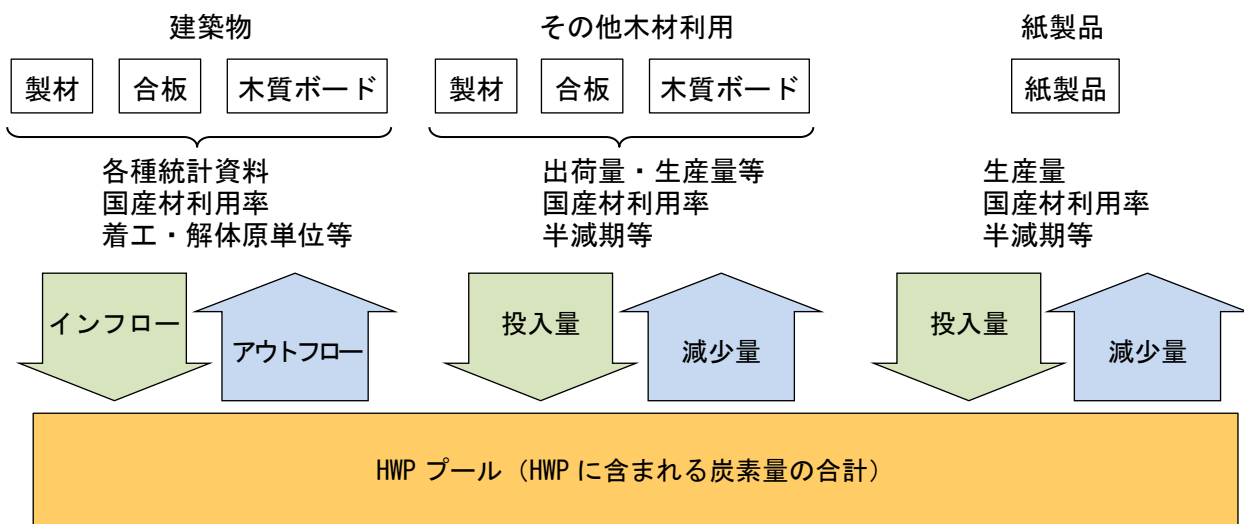 建築物
その他木材利用
紙製品
製材
合板
木質ボード
製材
合板
木質ボード
紙製品
各種統計資料
国産材利用率
着工・解体原単位等
出荷量・生産量等
国産材利用率
半減期等
生産量
国産材利用率
半減期等
インフロー
アウトフロー
投入量
減少量
投入量
減少量
HWP プール（HWP に含まれる炭素量の合計）